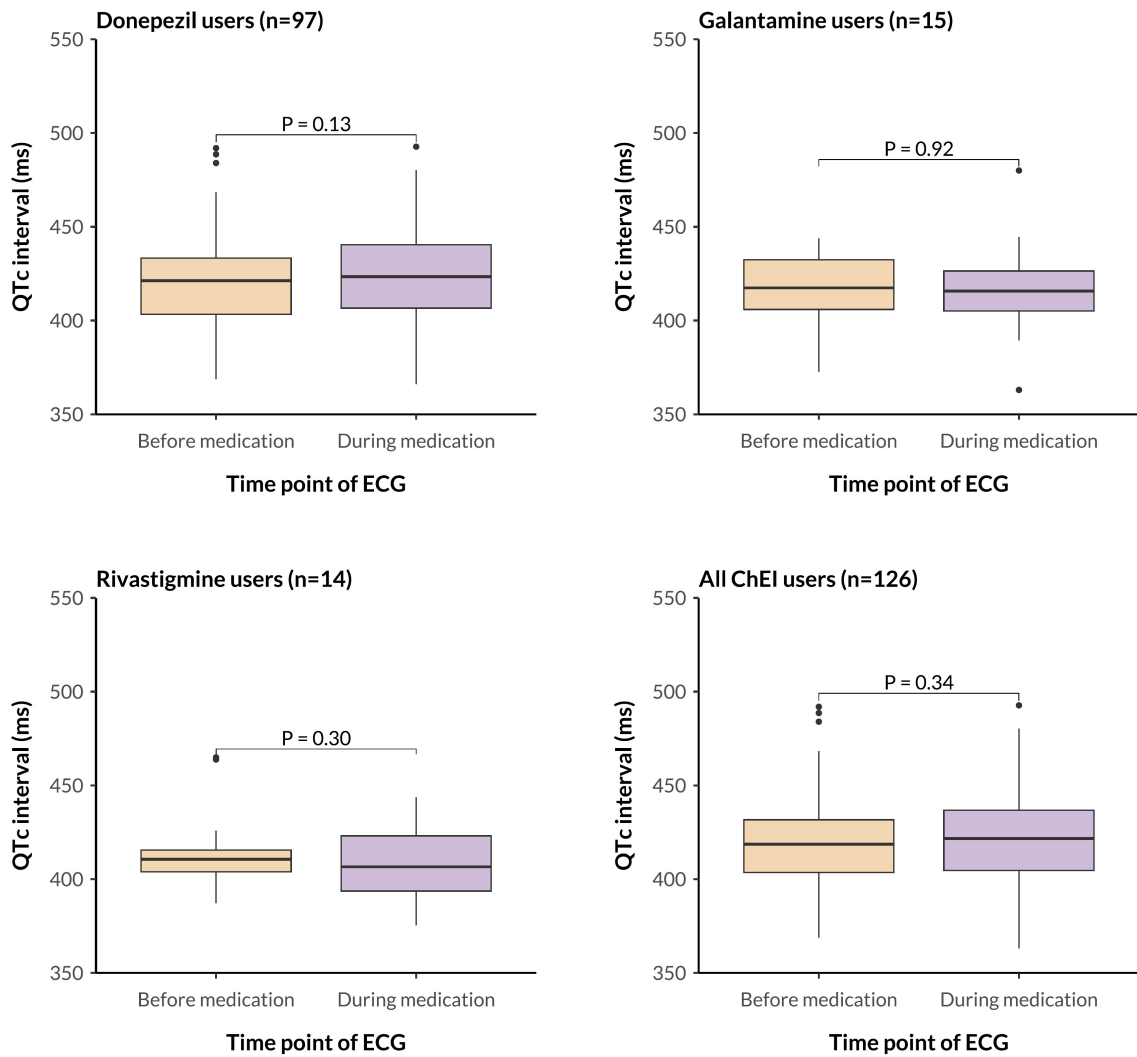 Donepezil users (n=97)
550
500
450
400
350
QTc interval (ms)
P = 0.13
Before medication
During medication
Time point of ECG
Galantamine users (n=15)
550
500
450
400
350
QTc interval (ms)
P = 0.92
Before medication
During medication
Time point of ECG
Rivastigmine users (n=14)
550
500
450
400
350
QTc interval (ms)
P = 0.30
Before medication
During medication
Time point of ECG
All ChEI users (n=126)
550
500
450
400
350
QTc interval (ms)
P = 0.34
Before medication
During medication
Time point of ECG